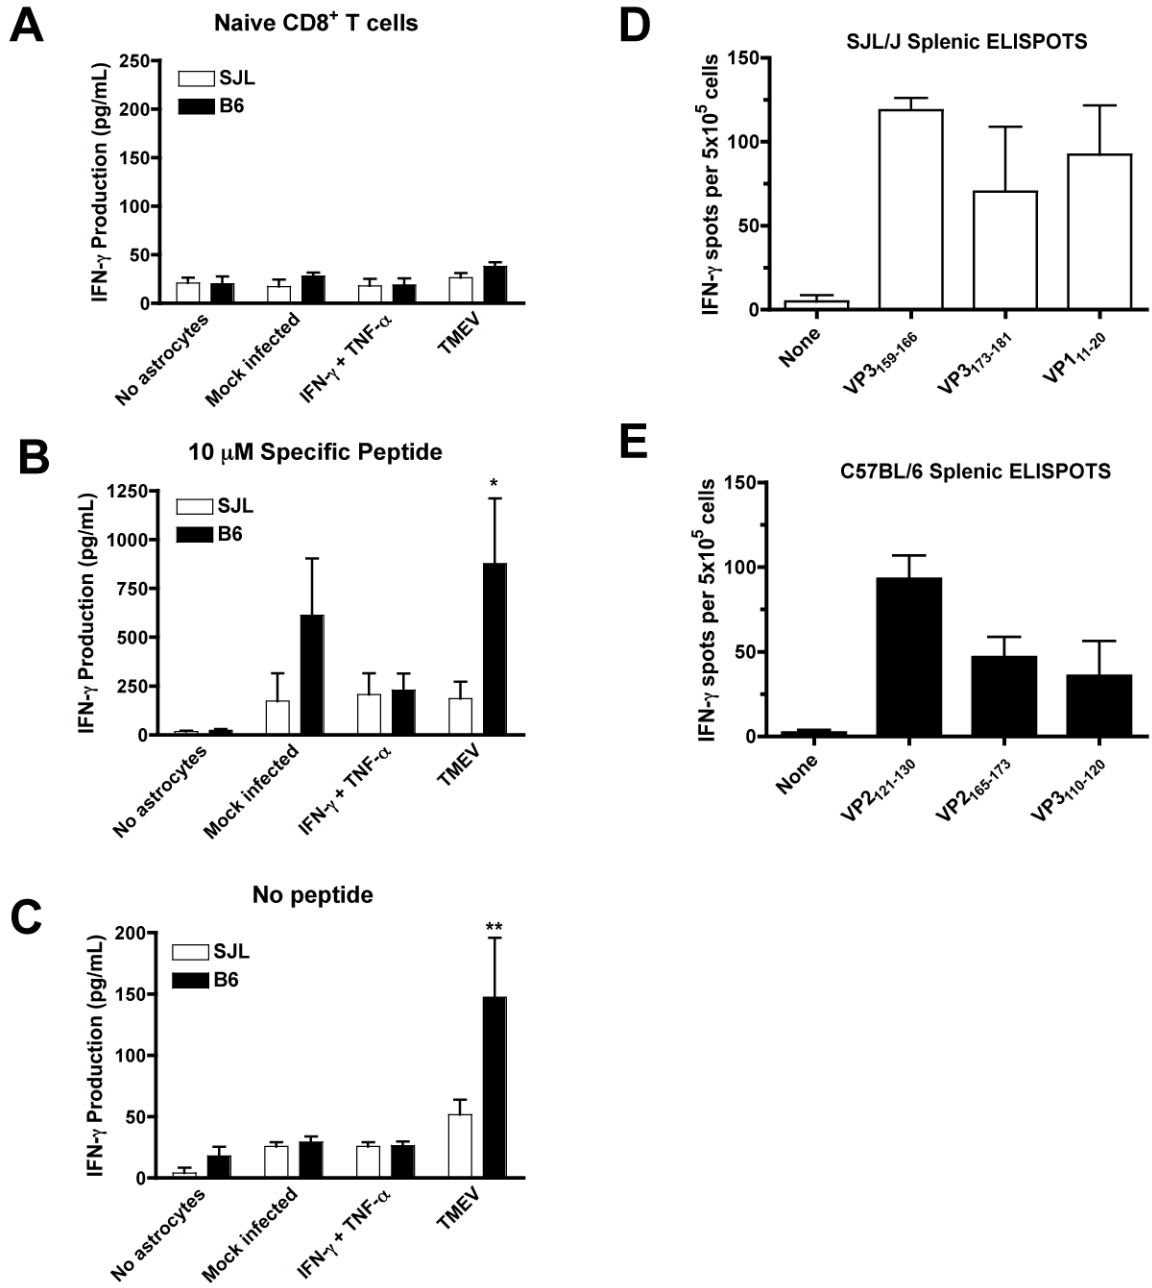 A
Naive CD8+ T cells
IFN-γ Production (pg/mL)
250
200
150
100
50
0
SJL
B6
No astrocytes
Mock infected
IFN-γ + TNF-α
TMEV
B
10 μM Specific Peptide
IFN-γ Production (pg/mL)
1250
1000
750
500
250
0
SJL
B6
*
No astrocytes
Mock infected
IFN-γ + TNF-α
TMEV
C
No peptide
IFN-γ Production (pg/mL)
200
150
100
50
0
SJL
B6
**
No astrocytes
Mock infected
IFN-γ + TNF-α
TMEV
D
SJL/J Splenic ELISPOTS
IFN-γ spots per 5x10⁵ cells
150
100
50
0
None
VP3₁₅₉₋₁₆₆
VP3₁₇₃₋₁₈₁
VP1₁₁₋₂₀
E
C57BL/6 Splenic ELISPOTS
IFN-γ spots per 5x10⁵ cells
150
100
50
0
None
VP2₁₂₁₋₁₃₀
VP2₁₆₅₋₁₇₃
VP3₁₁₀₋₁₂₀